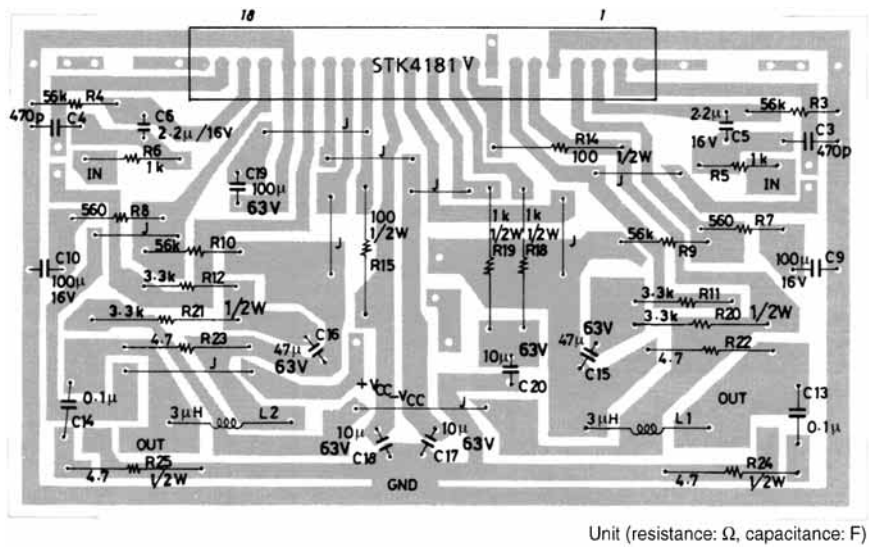 18 1
STK4181V
56k R4
470p C4
C6
2.2μ/16V
R6
1k
IN
C19
100μ
63V
J
J
J
R14
100 1/2W
J
2.2μ
16V C5
56k R3
C3
470p
R5 1k
IN
560 R8
J
56k R10
C10
100μ
16V
3.3k R12
3.3k R21 1/2W
4.7 R23
J
J
100
1/2W
R15
1k 1k
1/2W 1/2W
R19 R18
J
560 R7
56k R9
100μ C9
16V
3.3k R11
3.3k R20 1/2W
4.7 R22
C16
47μ
63V
+VCC
-VCC
J
10μ 63V
C20
63V
47μ
C15
0.1μ
C14
3μH L2
OUT
4.7 R25
1/2W
10μ
63V
C18
10μ
63V
C17
GND
3μH L1
OUT
C13
0.1μ
R24
4.7 1/2W
Unit (resistance: Ω, capacitance: F)